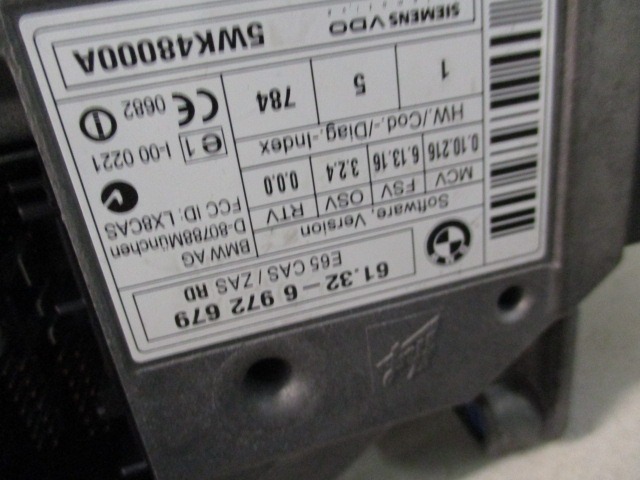 61.32 – 6 972 679
E65 CAS / ZAS RD
BMW AG
D-80788München
FCC ID: LX8CAS
Software, Version
MCV FSV OSV RTV
0.10.216 6.13.16 3.2.4 0.0.0
HW./Cod.-/Diag.-Index
1 5 784
e1 I-00 0221
CE 0682
SIEMENS VDO
5WK48000A